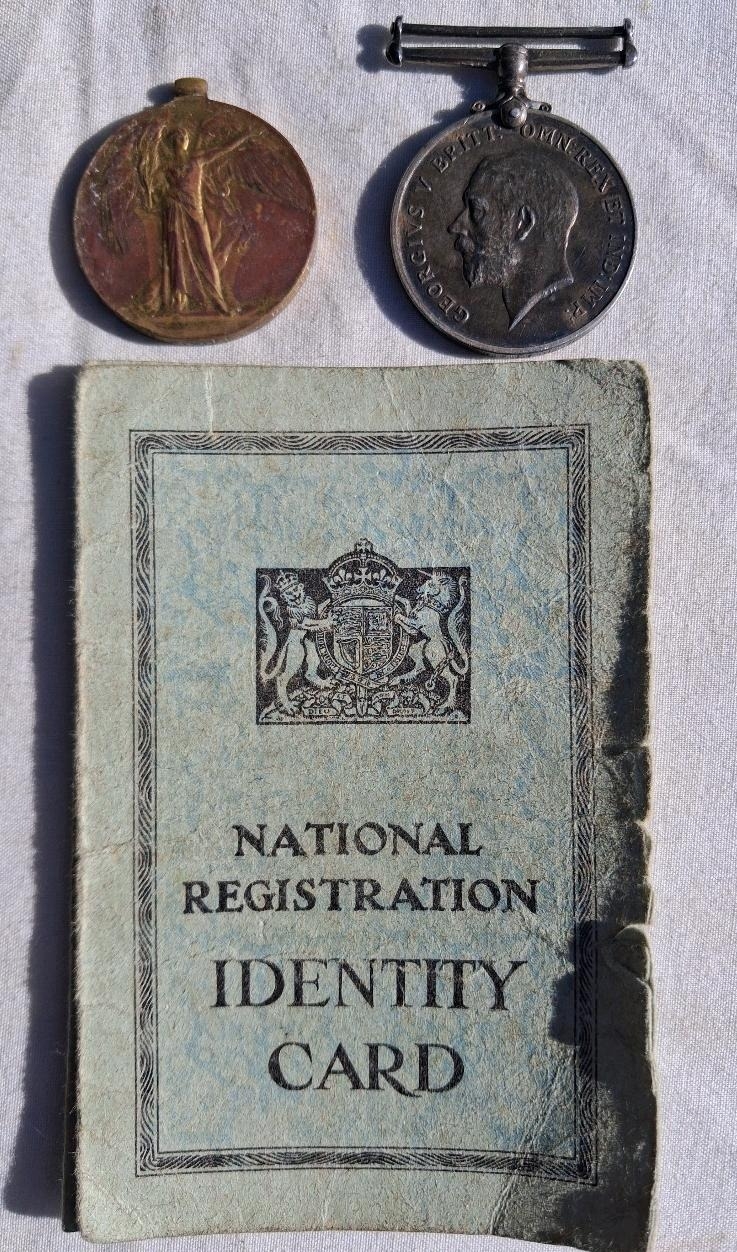 GEORGIVS V BRITT: OMN: REX ET IND: IMP:
DIEU
NATIONAL
REGISTRATION
IDENTITY
CARD